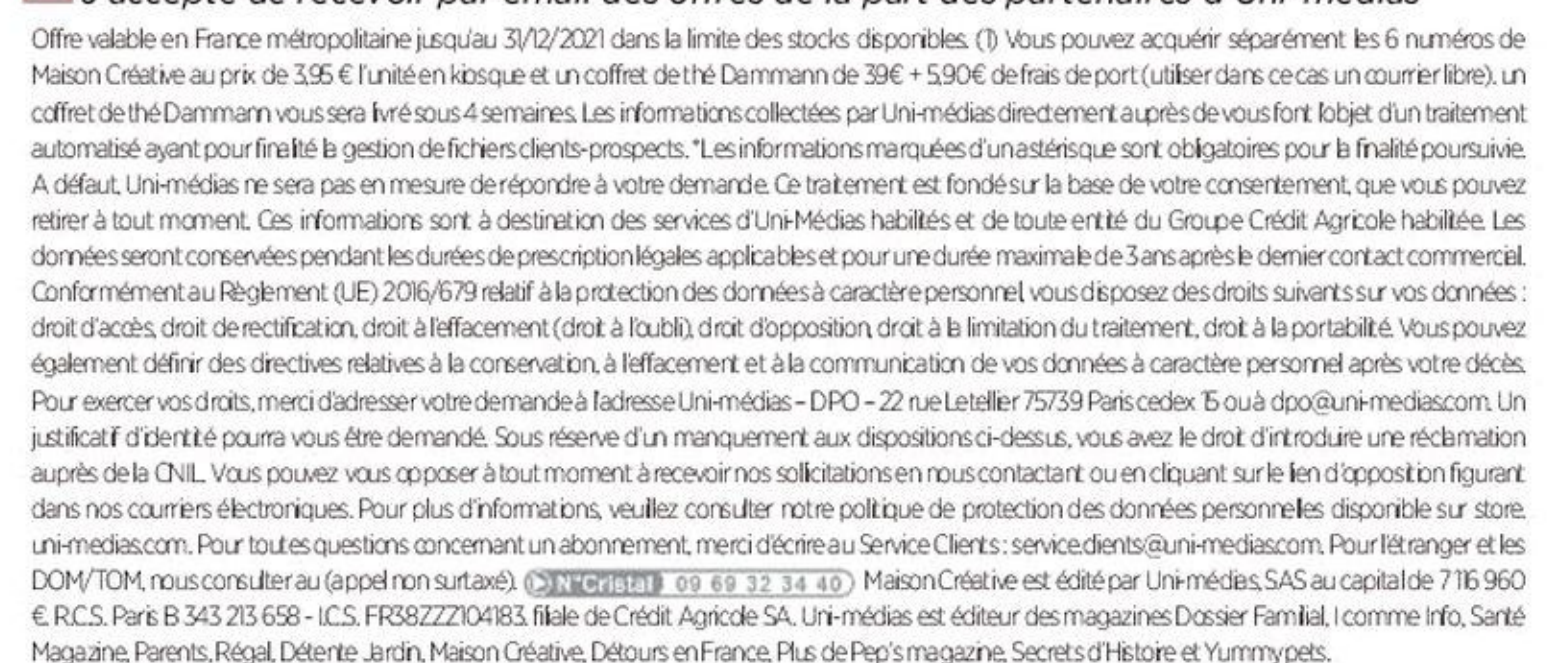 J'accepte de recevoir par email des offres de la part des partenaires d'Uni-médias
Offre valable en France métropolitaine jusqu'au 31/12/2021 dans la limite des stocks disponibles. (1) Vous pouvez acquérir séparément les 6 numéros de
Maison Créative au prix de 3,95 € l'unité en kiosque et un coffret de thé Dammann de 39€ + 5,90€ de frais de port (utiliser dans ce cas un courrier libre). un
coffret de thé Dammann vous sera livré sous 4 semaines. Les informations collectées par Uni-médias directement auprès de vous font l'objet d'un traitement
automatisé ayant pour finalité la gestion de fichiers clients-prospects. *Les informations marquées d'un astérisque sont obligatoires pour la finalité poursuivie.
A défaut, Uni-médias ne sera pas en mesure de répondre à votre demande. Ce traitement est fondé sur la base de votre consentement, que vous pouvez
retirer à tout moment. Ces informations sont à destination des services d'Uni-Médias habilités et de toute entité du Groupe Crédit Agricole habilitée. Les
données seront conservées pendant les durées de prescription légales applicables et pour une durée maximale de 3 ans après le dernier contact commercial.
Conformément au Règlement (UE) 2016/679 relatif à la protection des données à caractère personnel, vous disposez des droits suivants sur vos données :
droit d'accès, droit de rectification, droit à l'effacement (droit à l'oubli), droit d'opposition, droit à la limitation du traitement, droit à la portabilité. Vous pouvez
également définir des directives relatives à la conservation, à l'effacement et à la communication de vos données à caractère personnel après votre décès.
Pour exercer vos droits, merci d'adresser votre demande à l'adresse Uni-médias – DPO – 22 rue Letellier 75739 Paris cedex 15 ou à dpo@uni-medias.com. Un
justificatif d'identité pourra vous être demandé. Sous réserve d'un manquement aux dispositions ci-dessus, vous avez le droit d'introduire une réclamation
auprès de la CNIL. Vous pouvez vous opposer à tout moment à recevoir nos sollicitations en nous contactant ou en cliquant sur le lien d'opposition figurant
dans nos courriers électroniques. Pour plus d'informations, veuillez consulter notre politique de protection des données personnelles disponible sur store.
uni-medias.com. Pour toutes questions concernant un abonnement, merci d'écrire au Service Clients : service.clients@uni-medias.com. Pour l'étranger et les
DOM/TOM, nous consulter au (appel non surtaxé). N°Cristal 09 69 32 34 40 Maison Créative est édité par Uni-médias, SAS au capital de 7 116 960
€. R.C.S. Paris B 343 213 658 - I.C.S. FR38ZZZ104183, filiale de Crédit Agricole SA. Uni-médias est éditeur des magazines Dossier Familial, I comme Info, Santé
Magazine, Parents, Régal, Détente Jardin, Maison Créative, Détours en France, Plus de Pep's magazine, Secrets d'Histoire et Yummypets.